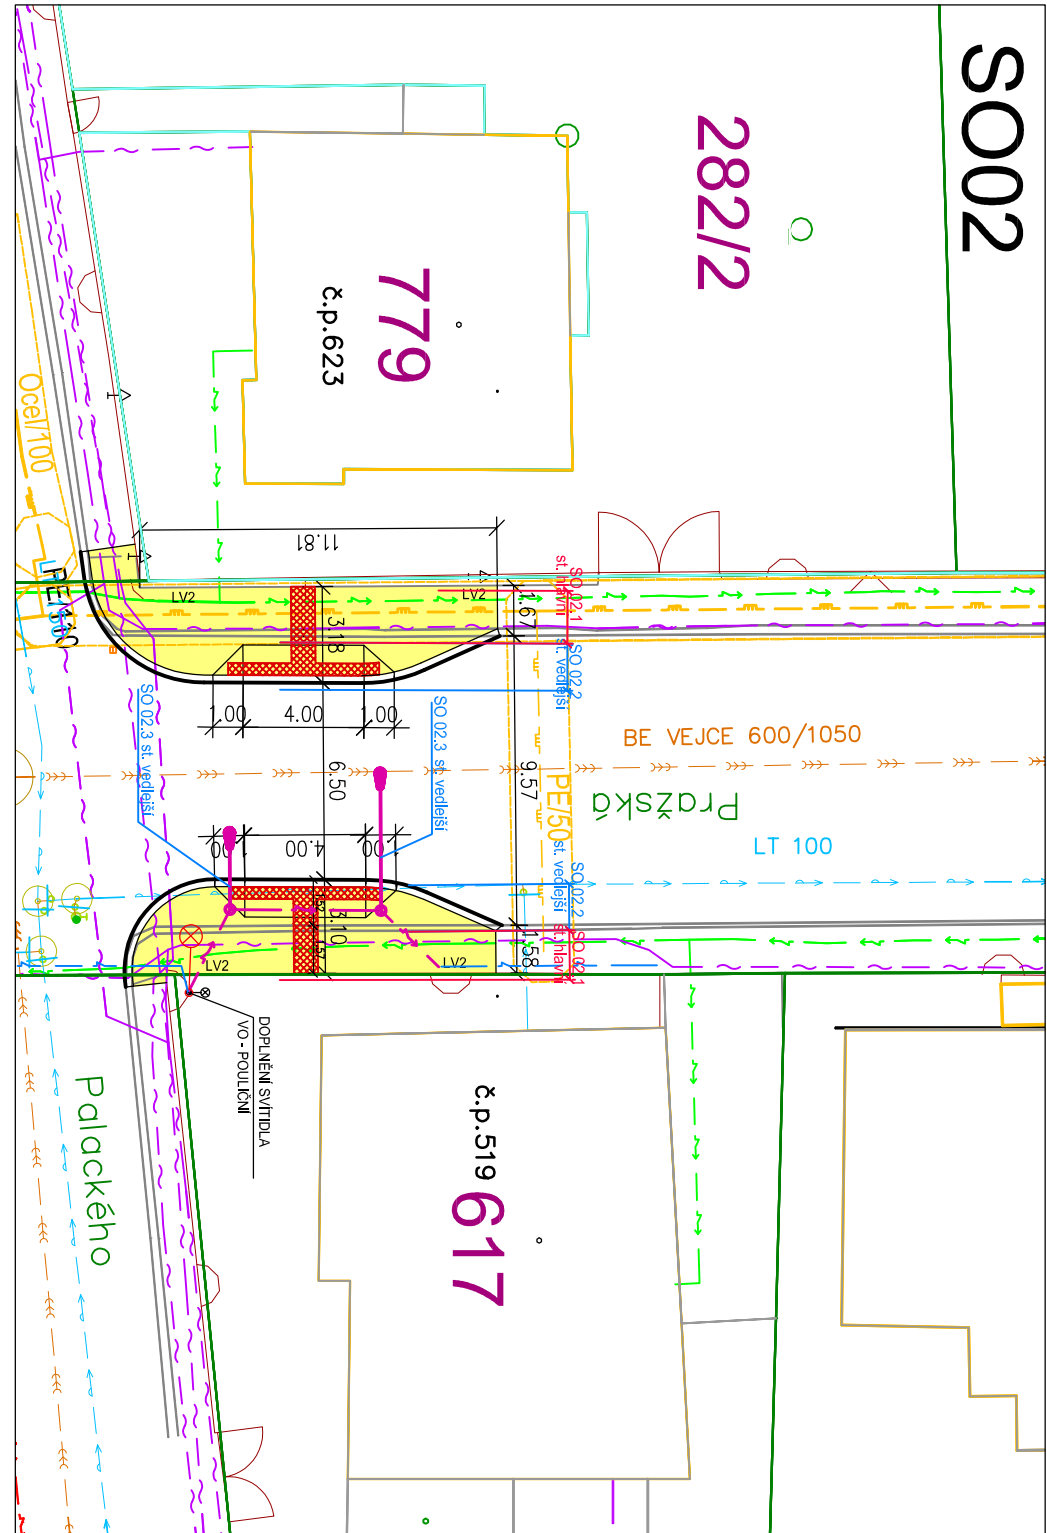 SO02
282/2
779
č.p.623
Ocel/100
11.81
LV2
LV2
1.67
3.18
SO 02.1
st. hlavní
SO 02.2
st. vedlejší
1.00
4.00
1.00
SO 02.3 st. vedlejší
SO 02.3 st. vedlejší
6.50
9.57
BE VEJCE 600/1050
PE/50
Pražská
LT 100
4.00
SO 02.2
st. vedlejší
3.10
1.58
SO 02.1
st. hlavní
LV2
LV2
DOPLNĚNÍ SVÍTIDLA
VO - POULIČNÍ
Palackého
č.p.519
617